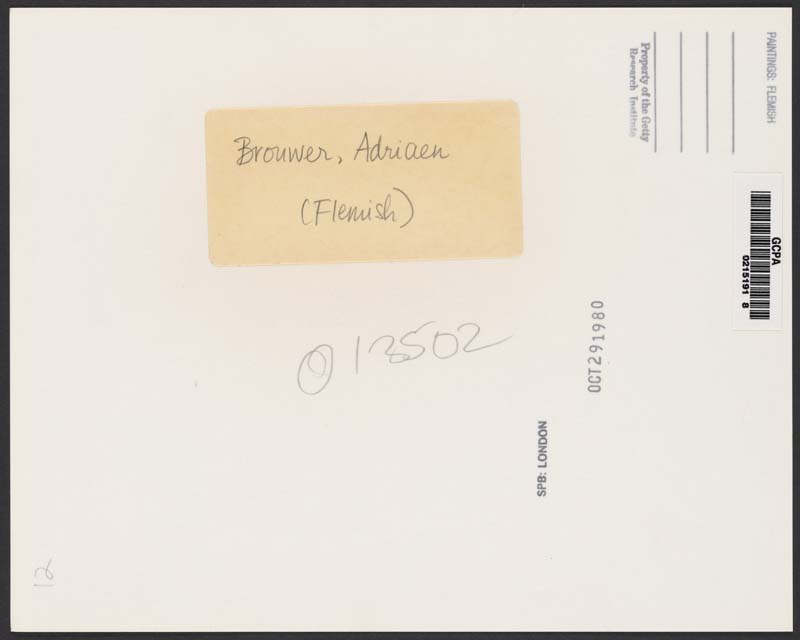 Brouwer, Adriaen
(Flemish)
13502
OCT 29 1980
SPB: LONDON
Property of the Getty
Research Institute
PAINTINGS: FLEMISH
GCPA
0215191 8
12